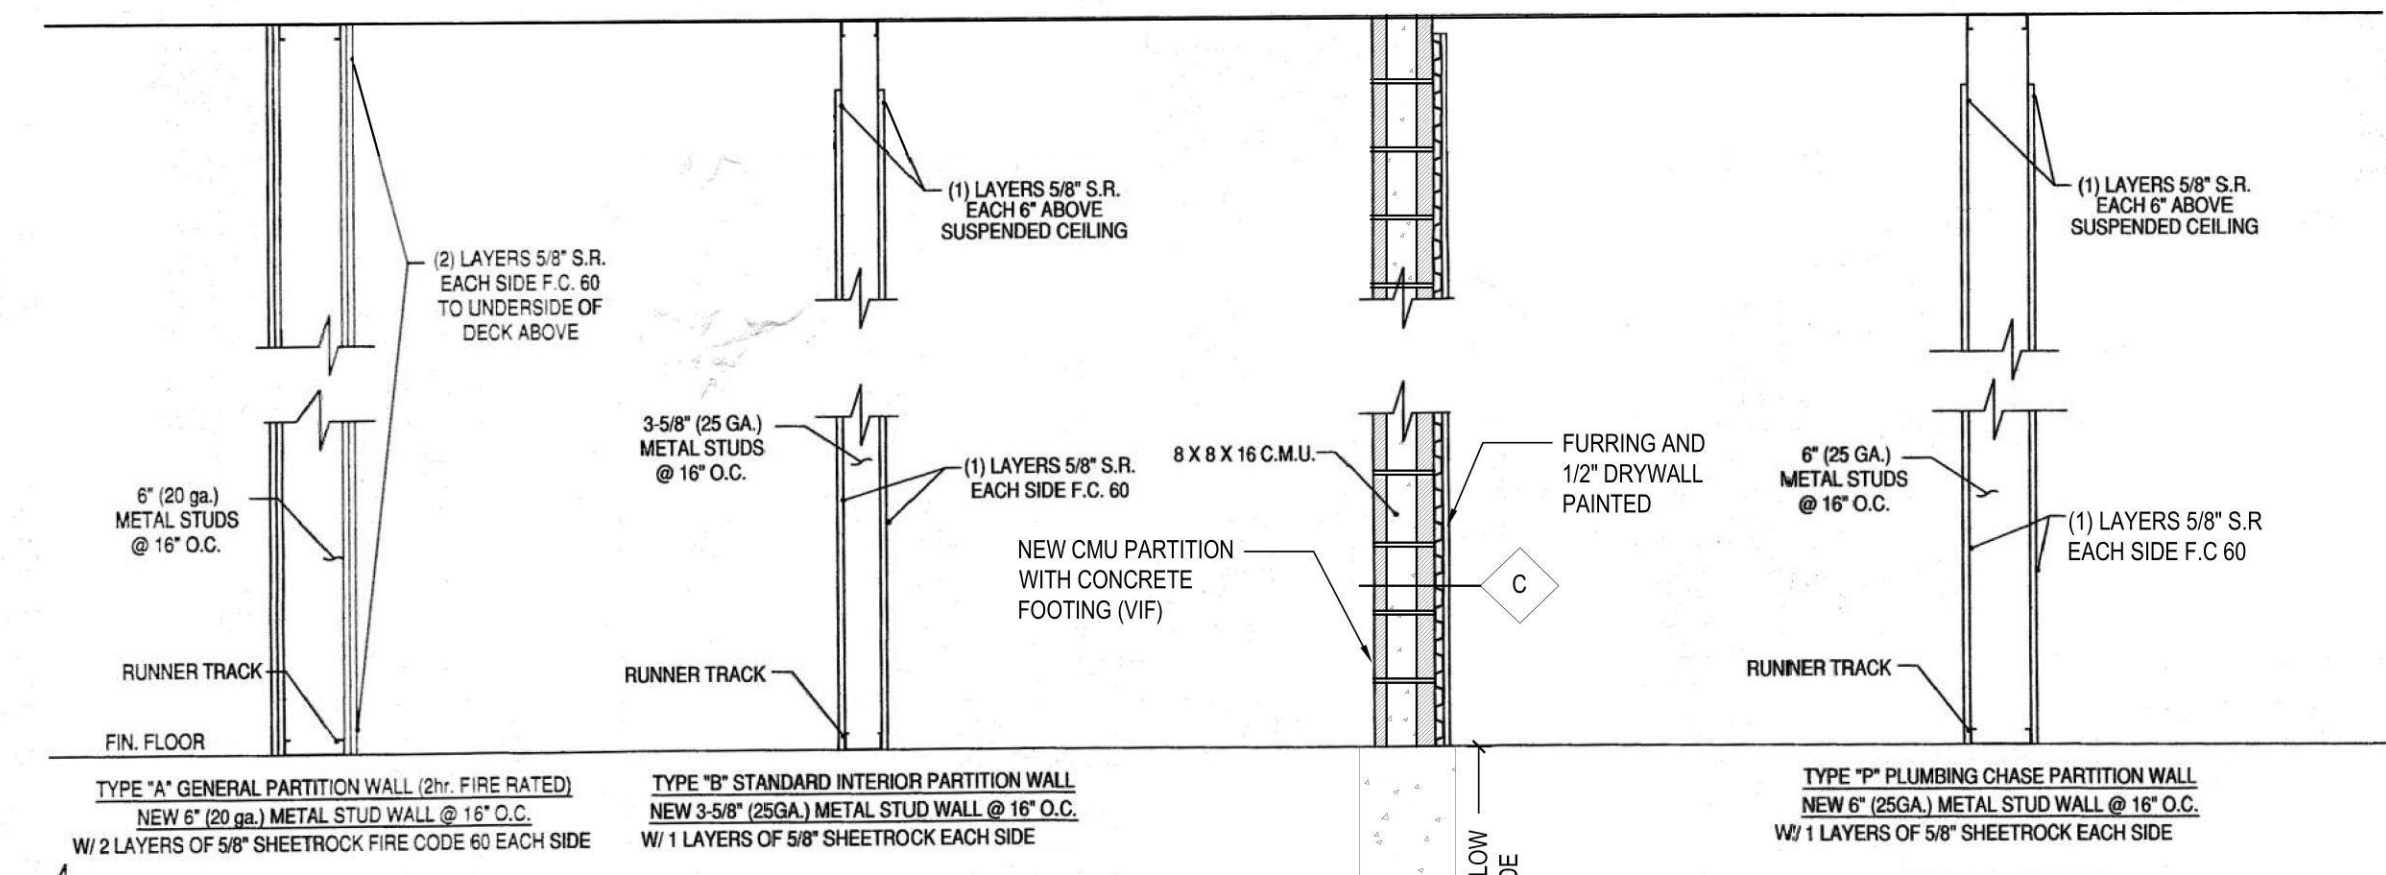 (2) LAYERS 5/8" S.R.
EACH SIDE F.C. 60
TO UNDERSIDE OF
DECK ABOVE
6" (20 ga.)
METAL STUDS
@ 16" O.C.
RUNNER TRACK
FIN. FLOOR
TYPE "A" GENERAL PARTITION WALL (2hr. FIRE RATED)
NEW 6" (20 ga.) METAL STUD WALL @ 16" O.C.
W/ 2 LAYERS OF 5/8" SHEETROCK FIRE CODE 60 EACH SIDE
(1) LAYERS 5/8" S.R.
EACH 6" ABOVE
SUSPENDED CEILING
3-5/8" (25 GA.)
METAL STUDS
@ 16" O.C.
(1) LAYERS 5/8" S.R.
EACH SIDE F.C. 60
RUNNER TRACK
TYPE "B" STANDARD INTERIOR PARTITION WALL
NEW 3-5/8" (25GA.) METAL STUD WALL @ 16" O.C.
W/ 1 LAYERS OF 5/8" SHEETROCK EACH SIDE
8 X 8 X 16 C.M.U.
FURRING AND
1/2" DRYWALL
PAINTED
NEW CMU PARTITION
WITH CONCRETE
FOOTING (VIF)
C
(1) LAYERS 5/8" S.R.
EACH 6" ABOVE
SUSPENDED CEILING
6" (25 GA.)
METAL STUDS
@ 16" O.C.
(1) LAYERS 5/8" S.R
EACH SIDE F.C 60
RUNNER TRACK
TYPE "P" PLUMBING CHASE PARTITION WALL
NEW 6" (25GA.) METAL STUD WALL @ 16" O.C.
W/ 1 LAYERS OF 5/8" SHEETROCK EACH SIDE